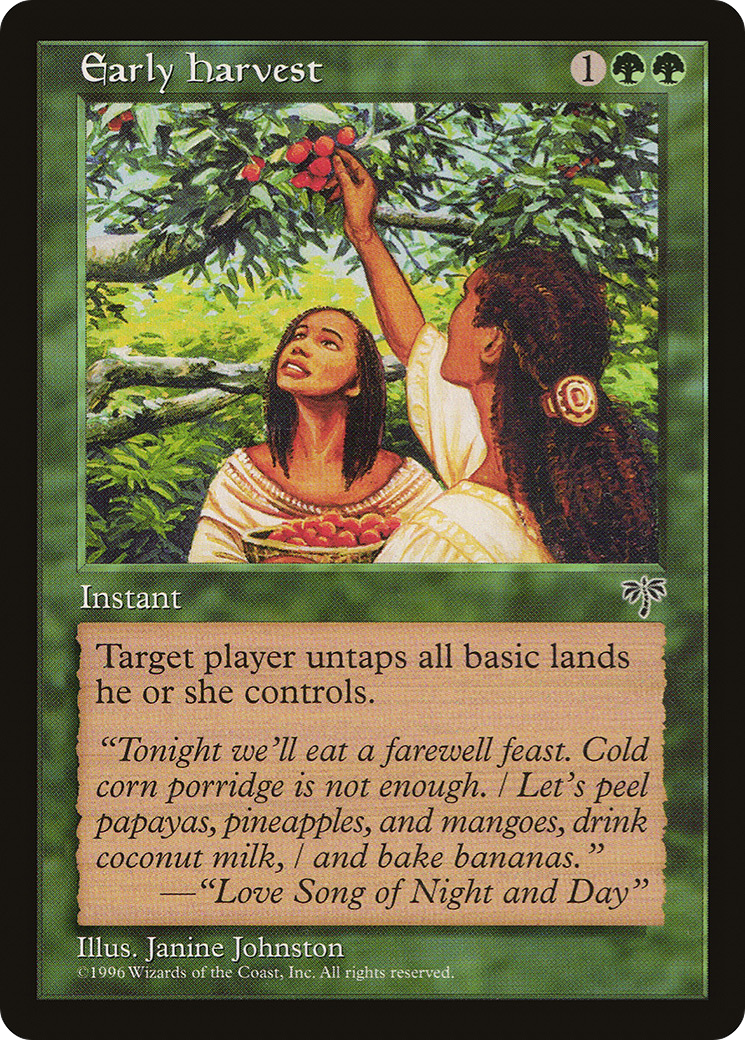 Early Harvest
1
Instant
Target player untaps all basic lands
he or she controls.
“Tonight we’ll eat a farewell feast. Cold
corn porridge is not enough. / Let’s peel
papayas, pineapples, and mangoes, drink
coconut milk, / and bake bananas.”
—“Love Song of Night and Day”
Illus. Janine Johnston
©1996 Wizards of the Coast, Inc. All rights reserved.